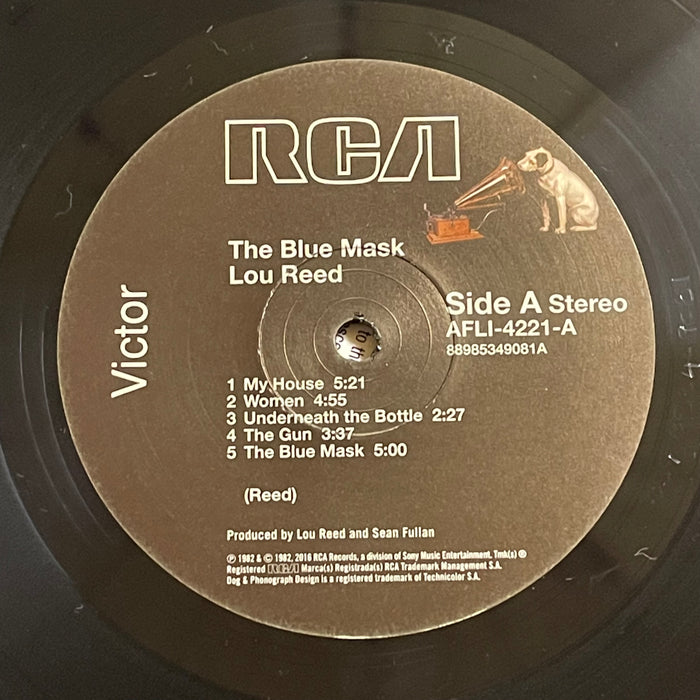 RCA
The Blue Mask
Lou Reed
Victor
Side A Stereo
AFLI-4221-A
88985349081A
1 My House 5:21
2 Women 4:55
3 Underneath the Bottle 2:27
4 The Gun 3:37
5 The Blue Mask 5:00
(Reed)
Produced by Lou Reed and Sean Fullan
℗ 1982 & © 1982, 2016 RCA Records, a division of Sony Music Entertainment. Tmk(s) ®
Registered RCA Marca(s) Registrada(s) RCA Trademark Management S.A.
Dog & Phonograph Design is a registered trademark of Technicolor S.A.
to th